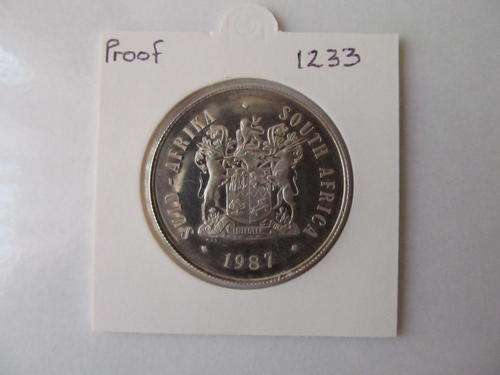 Proof 1233
SUID-AFRIKA · SOUTH AFRICA
· 1987 ·